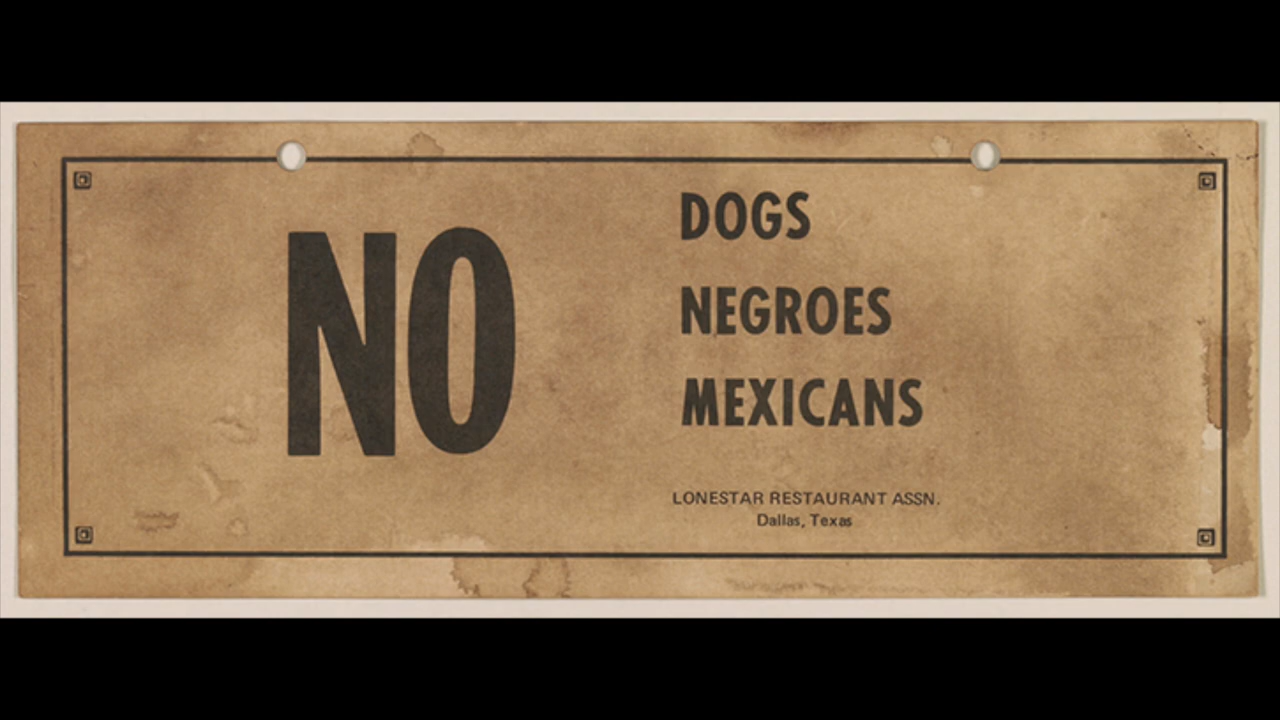 NO
DOGS
NEGROES
MEXICANS
LONESTAR RESTAURANT ASSN.
Dallas, Texas